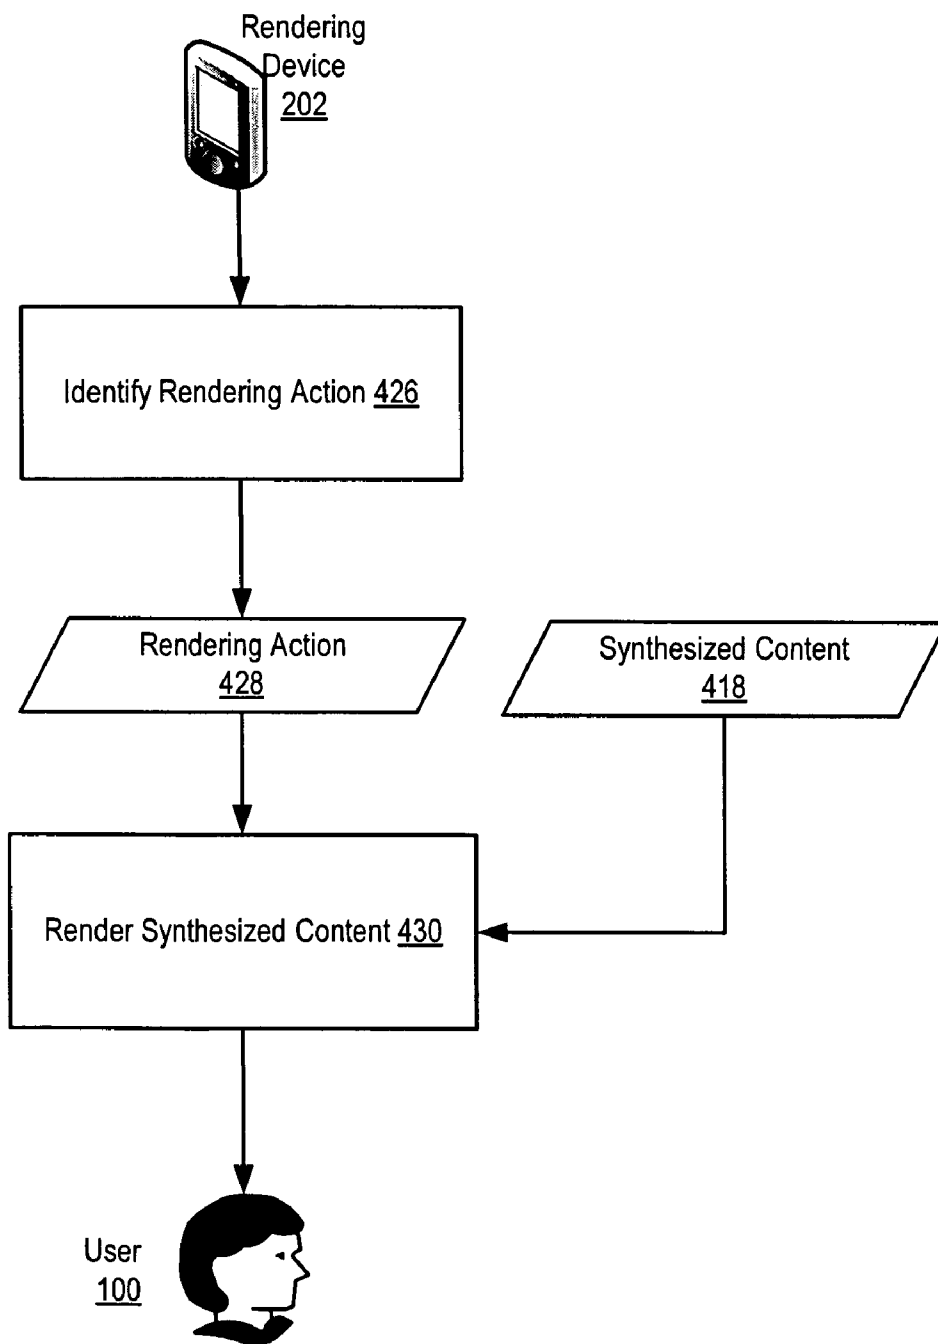 Rendering
Device
202
Identify Rendering Action 426
Rendering Action
428
Synthesized Content
418
Render Synthesized Content 430
User
100